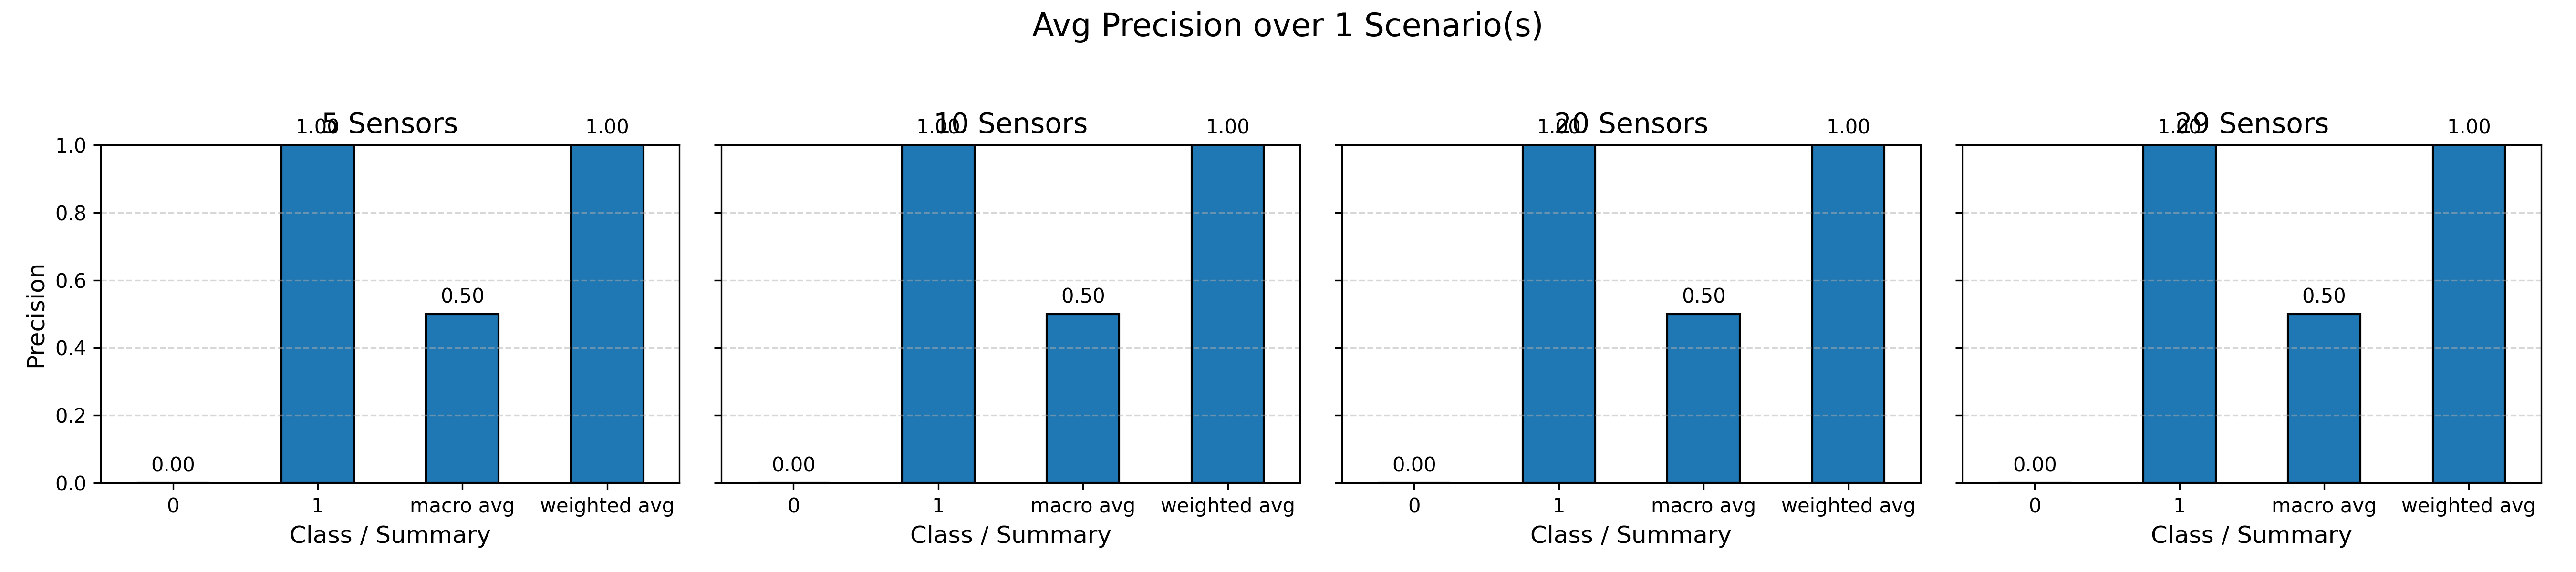 Avg Precision over 1 Scenario(s)
5 Sensors
1.00
1.00
1.0
0.8
0.6
0.4
0.2
0.0
Precision
0.00
0.50
0
1
macro avg
weighted avg
Class / Summary
10 Sensors
1.00
1.00
0.00
0.50
0
1
macro avg
weighted avg
Class / Summary
20 Sensors
1.00
1.00
0.00
0.50
0
1
macro avg
weighted avg
Class / Summary
29 Sensors
1.00
1.00
0.00
0.50
0
1
macro avg
weighted avg
Class / Summary